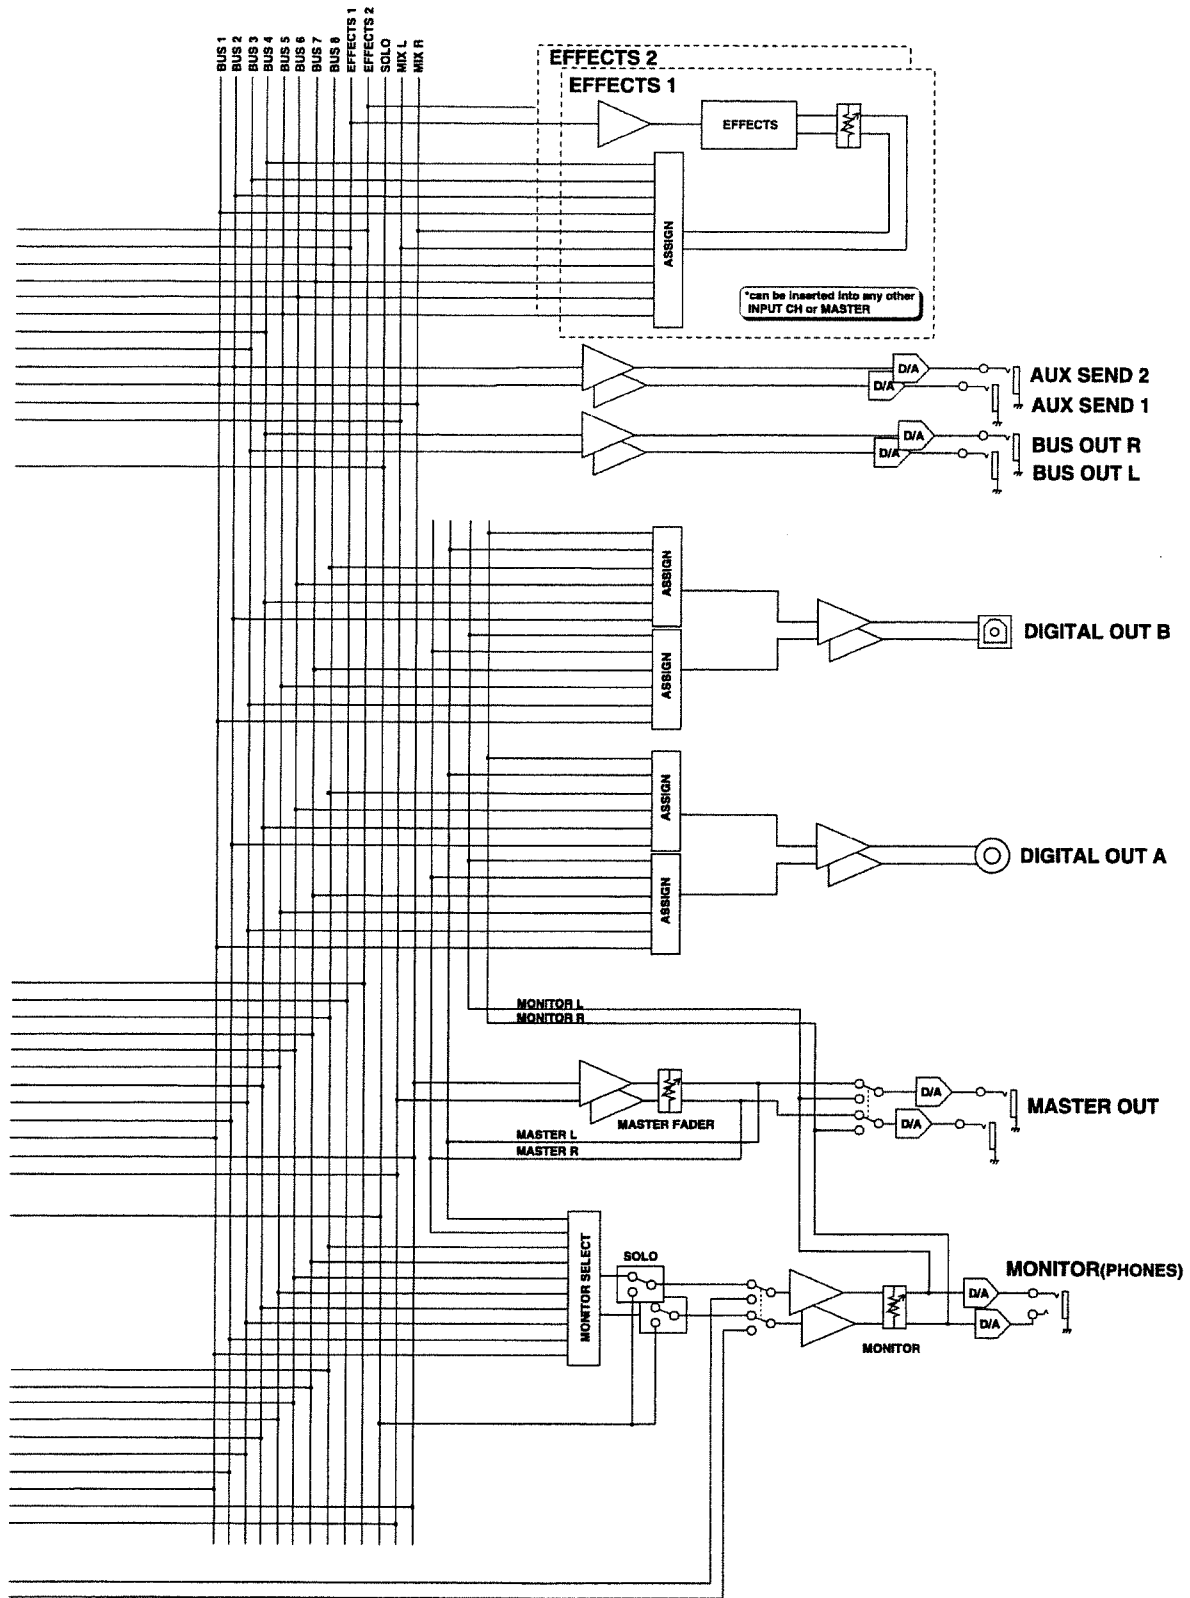 BUS 1
BUS 2
BUS 3
BUS 4
BUS 5
BUS 6
BUS 7
BUS 8
EFFECTS 1
EFFECTS 2
SOLO
MIX L
MIX R
EFFECTS 2
EFFECTS 1
EFFECTS
ASSIGN
*can be inserted into any other
INPUT CH or MASTER
D/A
AUX SEND 2
D/A
AUX SEND 1
D/A
BUS OUT R
D/A
BUS OUT L
ASSIGN
DIGITAL OUT B
ASSIGN
ASSIGN
DIGITAL OUT A
ASSIGN
MONITOR L
MONITOR R
D/A
MASTER OUT
MASTER FADER
D/A
MASTER L
MASTER R
MONITOR SELECT
SOLO
MONITOR(PHONES)
D/A
D/A
MONITOR